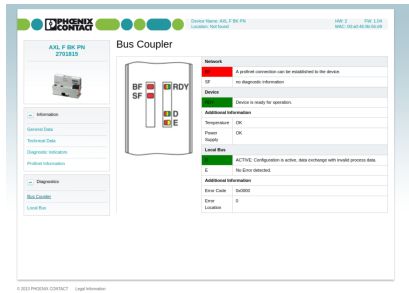 PHŒNIX CONTACT
Device Name: AXL F BK PN
Location: Not found
HW: 2 FW: 1.04
AXL F BK PN
2701815
Bus Coupler
BF
SF
RDY
D
E
Information
General Data
Technical Data
Diagnostic Indicators
Profinet Information
Diagnostics
Bus Coupler
Local Bus
Network
BF A profinet connection can be established to the device.
no diagnostic information
Device
Device is ready for operation.
Additional Information
Temperature OK
Power Supply OK
Local Bus
ACTIVE: Configuration is active, data exchange with invalid process data.
E No Error detected.
Additional Information
Error Code 0x0000
Error Location 0
© 2013 PHOENIX CONTACT Legal Information